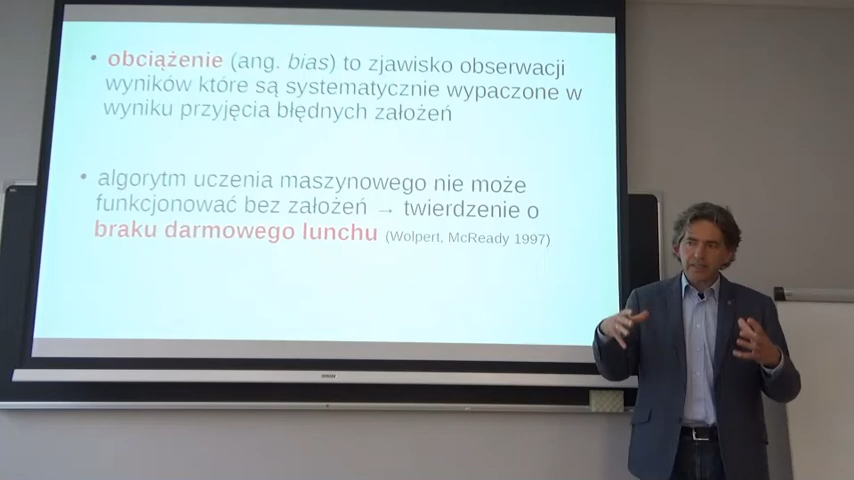 • obciążenie (ang. bias) to zjawisko obserwacji
wyników które są systematycznie wypaczone w
wyniku przyjęcia błędnych założeń
• algorytm uczenia maszynowego nie może
funkcjonować bez założeń → twierdzenie o
braku darmowego lunchu (Wolpert, McReady 1997)